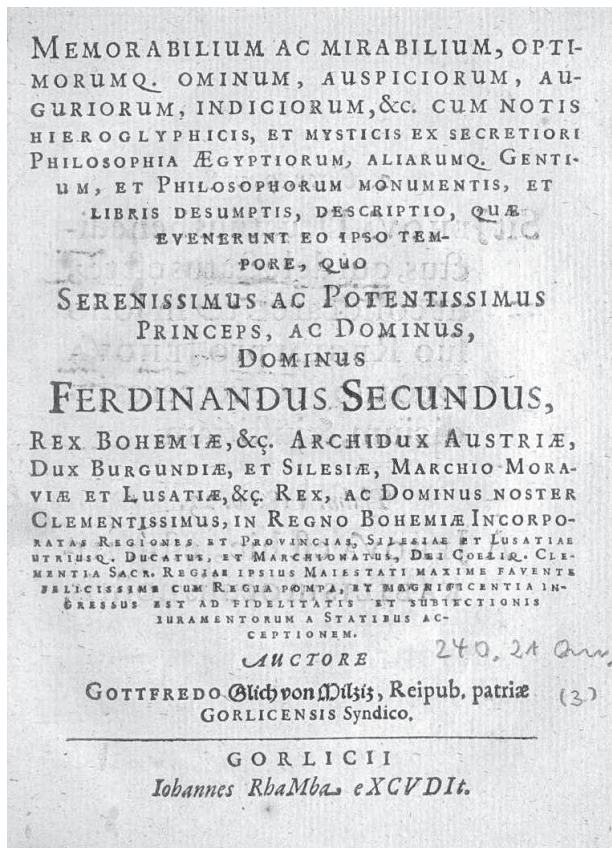 MEMORABILIUM AC MIRABILIUM, OPTI-
MORUMQ. OMINUM, AUSPICIORUM, AU-
GURIORUM, INDICIORUM,&c. CUM NOTIS
HIEROGLYPHICIS, ET MYSTICIS EX SECRETIORI
PHILOSOPHIA ÆGYPTIORUM, ALIARUMQ. GENTI-
UM, ET PHILOSOPHORUM MONUMENTIS, ET
LIBRIS DESUMPTIS, DESCRIPTIO, QUÆ
EVENERUNT EO IPSO TEM-
PORE, QUO
SERENISSIMUS AC POTENTISSIMUS
PRINCEPS, AC DOMINUS,
DOMINUS
FERDINANDUS SECUNDUS,
REX BOHEMIÆ,&ç. ARCHIDUX AUSTRIÆ,
DUX BURGUNDIÆ, ET SILESIÆ, MARCHIO MORA-
VIÆ ET LUSATIÆ,&ç. REX, AC DOMINUS NOSTER
CLEMENTISSIMUS, IN REGNO BOHEMIÆ INCORPO-
RATAS REGIONES ET PROVINCIAS, SILESIAE ET LUSATIAE
UTRIUSQ. DUCATUS, ET MARCHIONATUS, DEI COELIQ. CLE-
MENTIA SACR. REGIAE IPSIUS MAIESTATI MAXIME FAVENTE
FELICISSIME CUM REGIA POMPA, ET MAGNIFICENTIA IN-
GRESSUS EST AD FIDELITATIS ET SUBIECTIONIS
IURAMENTORUM A STATIBUS AC-
CEPTIONEM.
AUCTORE
240. 21 Qu.
GOTTFREDO Glich von Milziz, Reipub. patriæ
(3)
GORLICENSIS Syndico.
GORLICII
Iohannes RhaMba eXCVDIt.